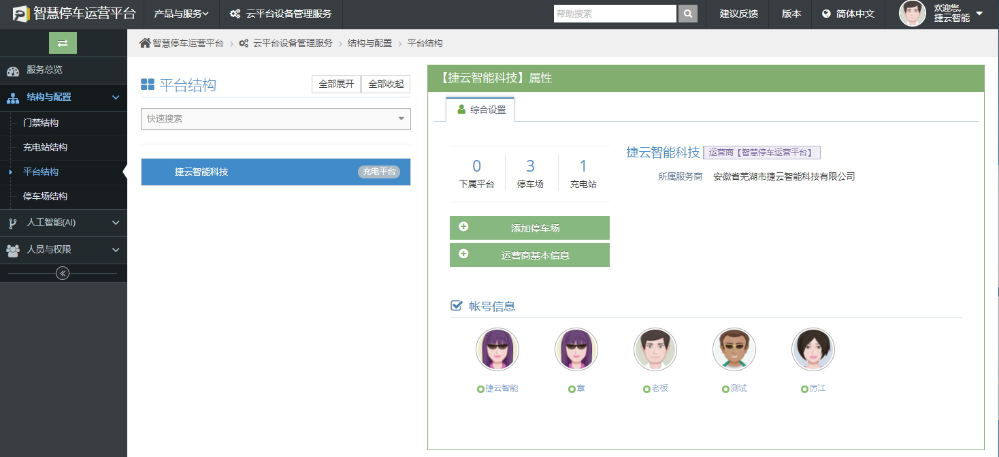 智慧停车运营平台 产品与服务 云平台设备管理服务 帮助搜索 建议反馈 版本 简体中文 欢迎您, 捷云智能
智慧停车运营平台 > 云平台设备管理服务 > 结构与配置 > 平台结构
服务总览
结构与配置
门禁结构
充电站结构
平台结构
停车场结构
人工智能(AI)
人员与权限
平台结构 全部展开 全部收起
快速搜索
捷云智能科技 充电平台
【捷云智能科技】属性
综合设置
0 3 1
下属平台 停车场 充电站
捷云智能科技 运营商【智慧停车运营平台】
所属服务商 安徽省芜湖市捷云智能科技有限公司
添加停车场
运营商基本信息
帐号信息
捷云智能 章 老板 测试 厉江